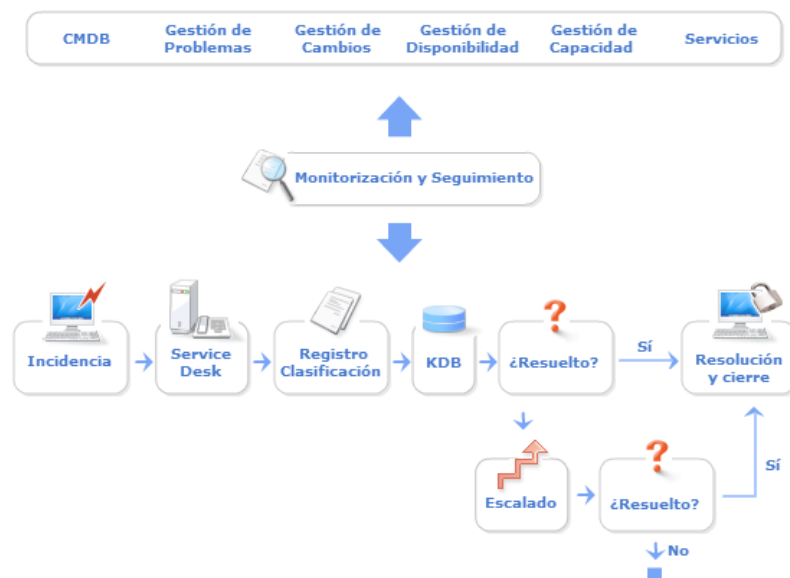 CMDB
Gestión de
Problemas
Gestión de
Cambios
Gestión de
Disponibilidad
Gestión de
Capacidad
Servicios
Monitorización y Seguimiento
Incidencia
Service
Desk
Registro
Clasificación
KDB
¿Resuelto?
Sí
Resolución
y cierre
Escalado
¿Resuelto?
Sí
No